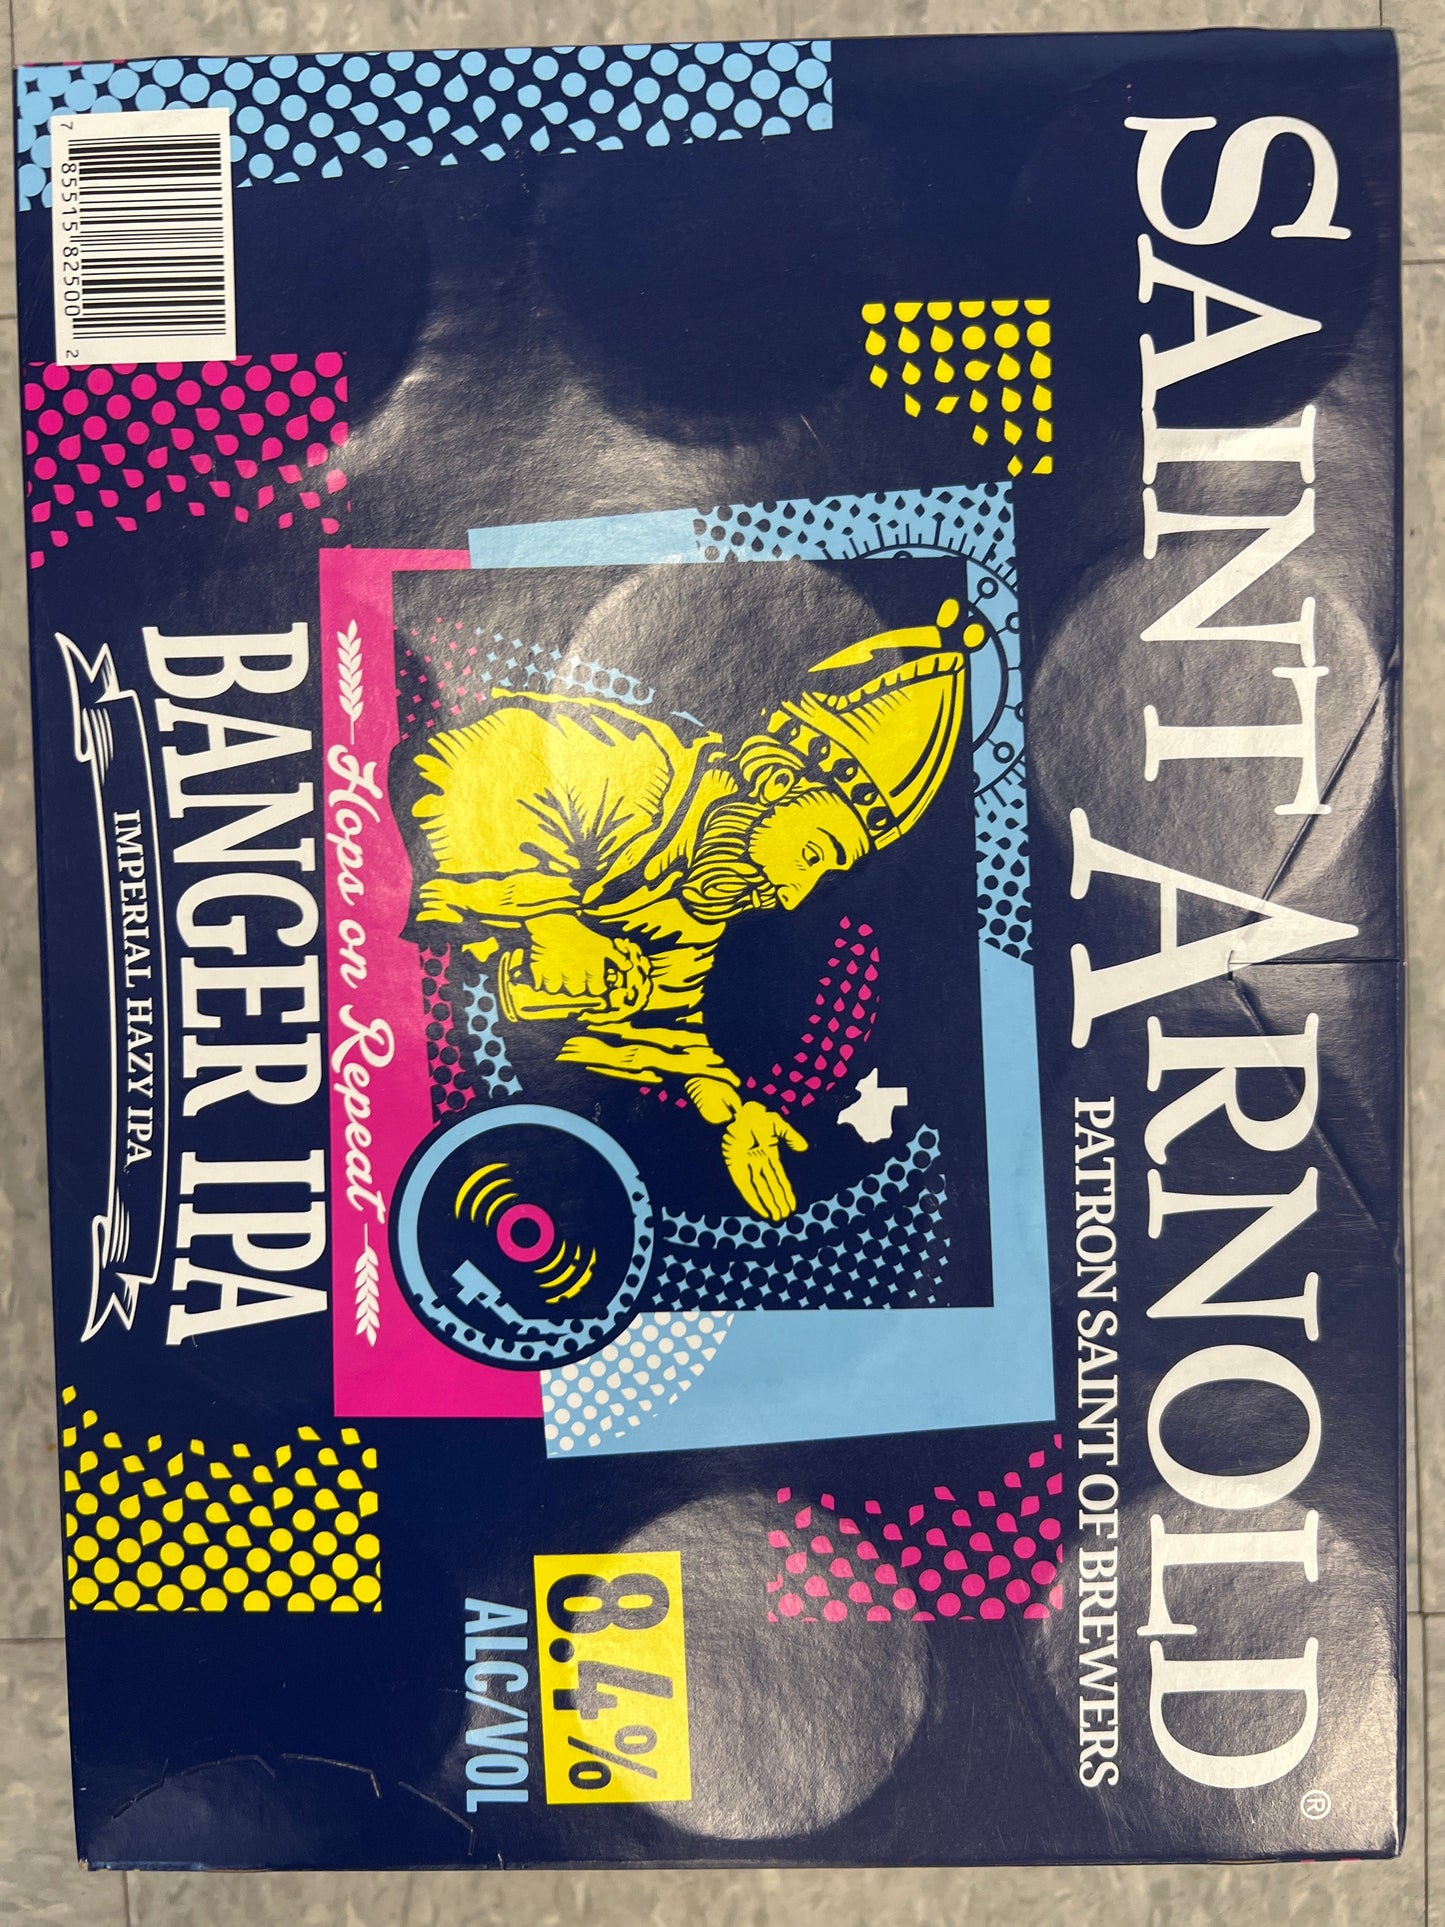 SAINT ARNOLD®
PATRON SAINT OF BREWERS
Hops on Repeat
BANGER IPA
IMPERIAL HAZY IPA
8.4%
ALC/VOL
7 85515 82500 2